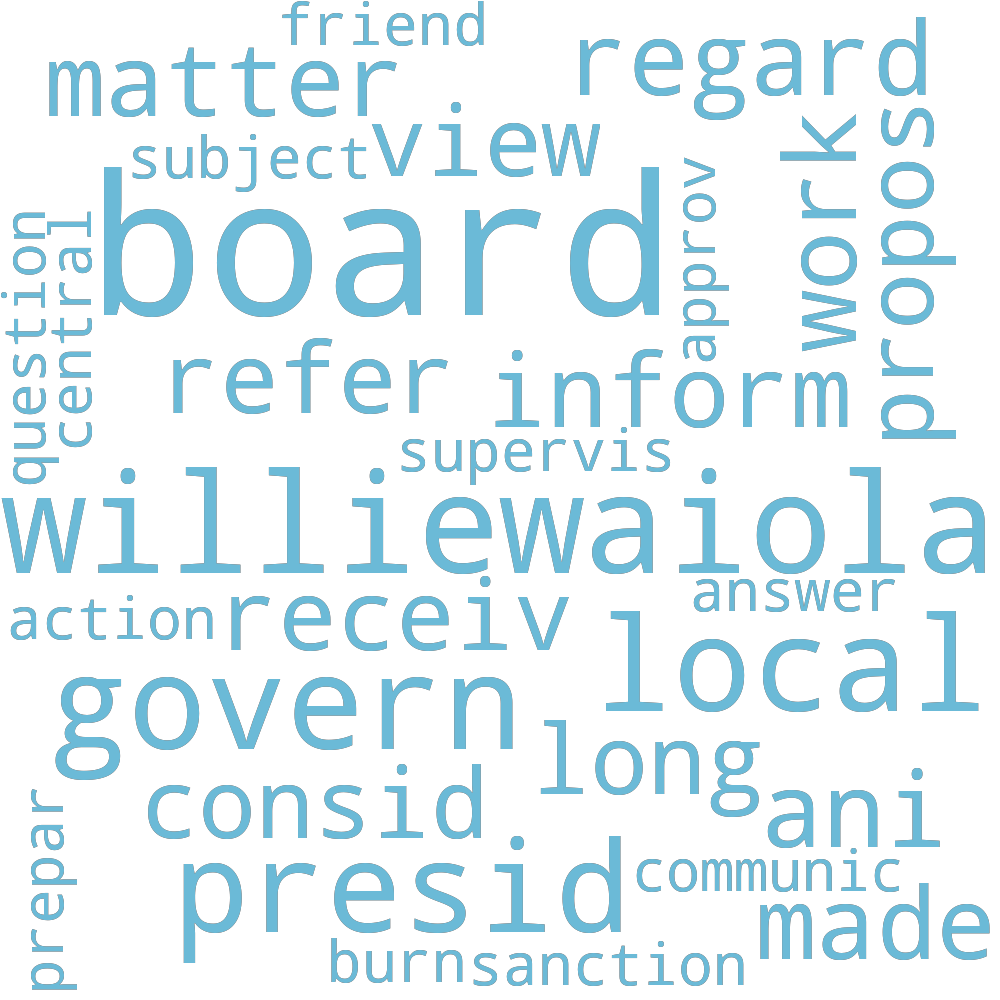 friend
matter
regard
view
subject
work
propos
approv
board
question
central
refer
inform
supervis
williewaiola
answer
action
receiv
local
govern
long
consid
ani
prepar
presid
communic
made
burn
sanction